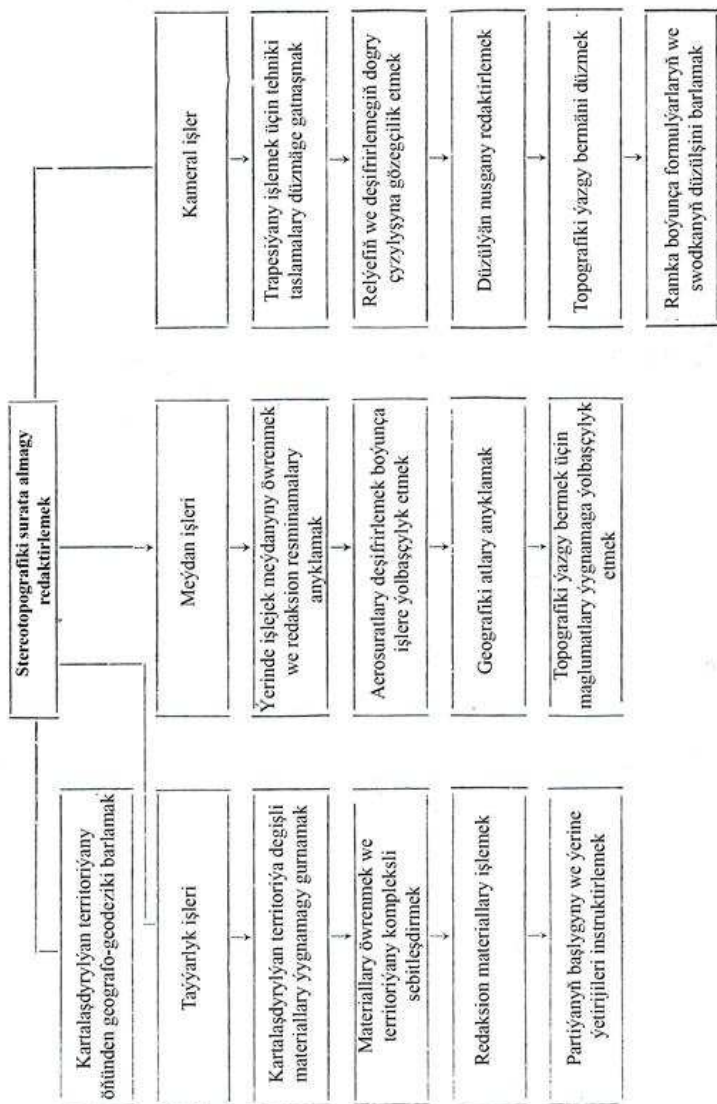 Stereotopografiki surata almagy
redaktirlemek
Kartalaşdyrylýan territoriýany
öňünden geografo-geodeziki barlamak
Taýýarlyk işleri
Kartalaşdyrylýan territoriýa degişli
materiallary ýygnamagy gurnamak
Materiallary öwrenmek we
territoriýany kompleksli
sebitleşdirmek
Redaksion materiallary işlemek
Partiýanyň başlygyny we ýerine
ýetirijileri instruktirlemek
Meýdan işleri
Ýerinde işlejek meýdanyny öwrenmek
we redaksion resminamalary
anyklamak
Aerosuratlary deşifrirlemek boýunça
işlere ýolbaşçylyk etmek
Geografiki atlary anyklamak
Topografiki ýazgy bermek üçin
maglumatlary ýygnamaga ýolbaşçylyk
etmek
Kameral işler
Trapesiýany işlemek üçin tehniki
taslamalary düzmäge gatnaşmak
Relýefiň we deşifrirlemegiň dogry
çyzylyşyna gözegçilik etmek
Düzülýän nusgany redaktirlemek
Topografiki ýazgy bermäni düzmek
Ramka boýunça formulýarlaryň we
swodkanyň düzülşini barlamak